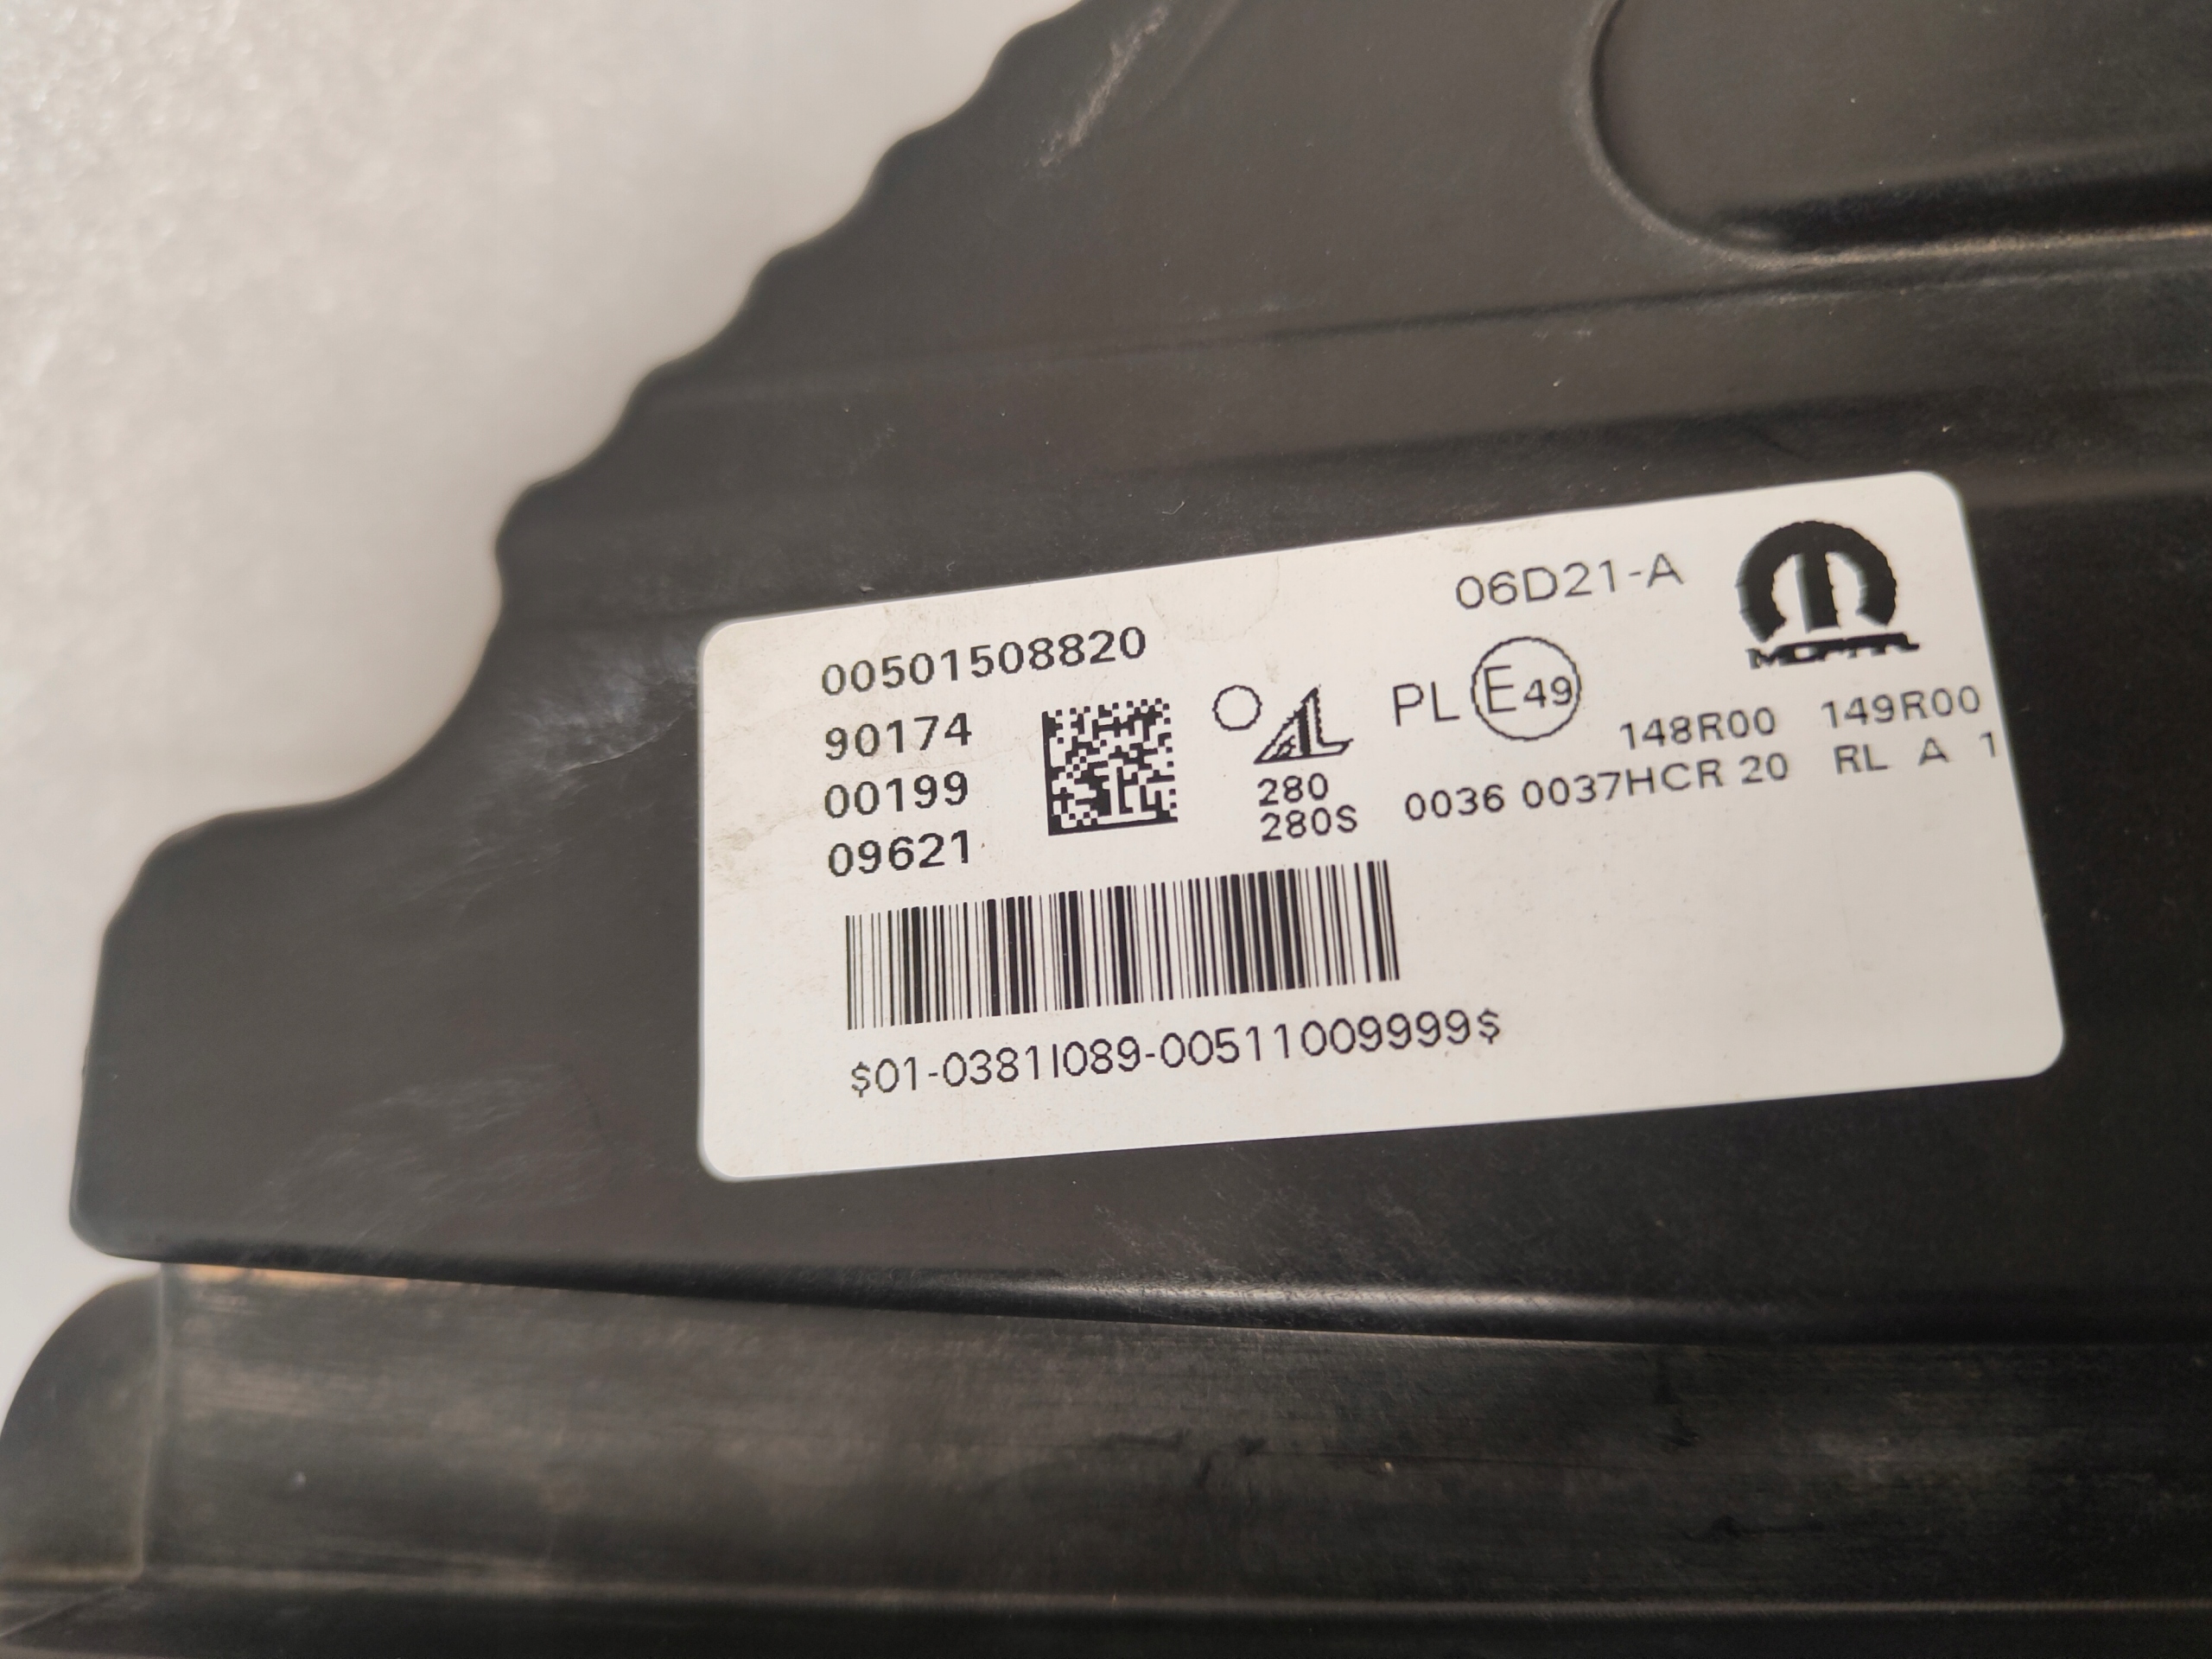 06D21-A
MOPAR
00501508820
90174
00199
09621
AL
280
280S
PL E49
148R00 149R00
0036 0037HCR 20 RL A 1
$01-0381I089-00511009999$